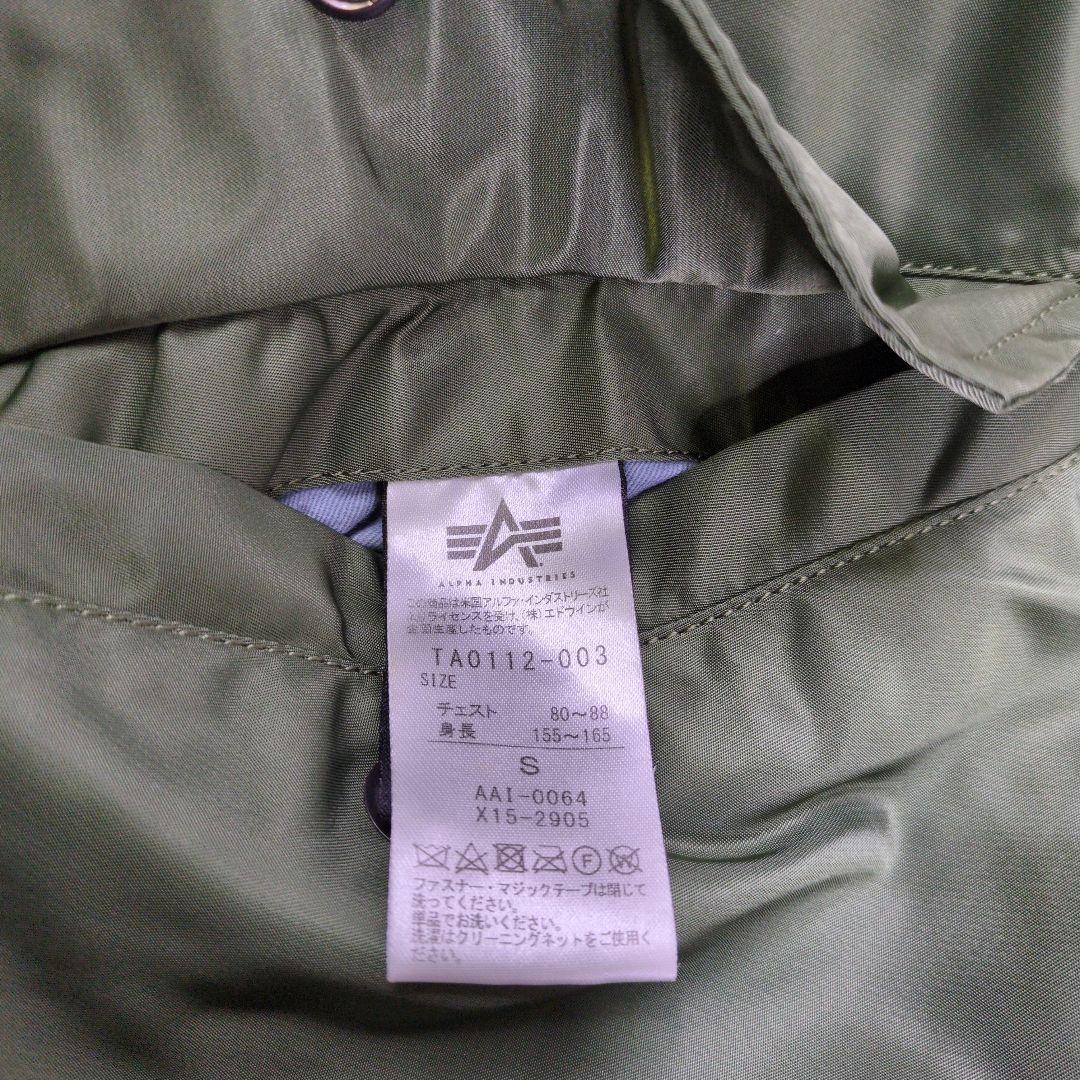 ALPHA INDUSTRIES
この商品は米国アルファ・インダストリーズ社
よりライセンスを受け、(株)エドウインが
企画生産したものです。
TA0112-003
SIZE
チェスト 80～88
身長 155～165
S
AAI-0064
X15-2905
F W
ファスナー・マジックテープは閉じて
洗ってください。
単品でお洗いください。
洗濯はクリーニングネットをご使用く
ださい。